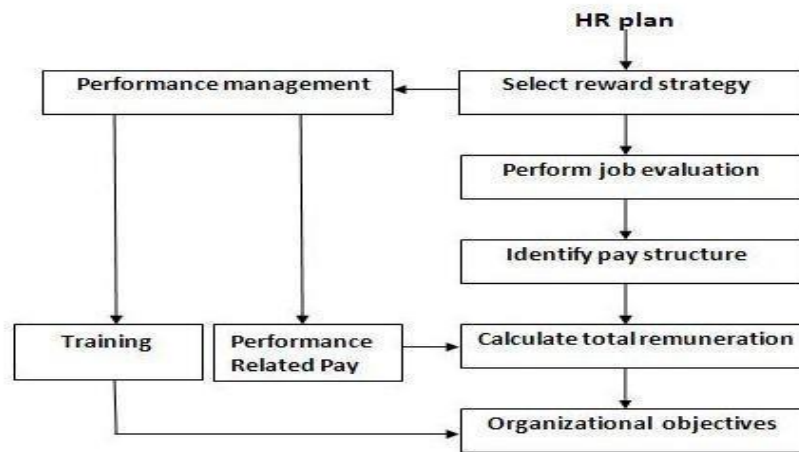 HR plan
Performance management
Select reward strategy
Perform job evaluation
Identify pay structure
Training
Performance
Related Pay
Calculate total remuneration
Organizational objectives